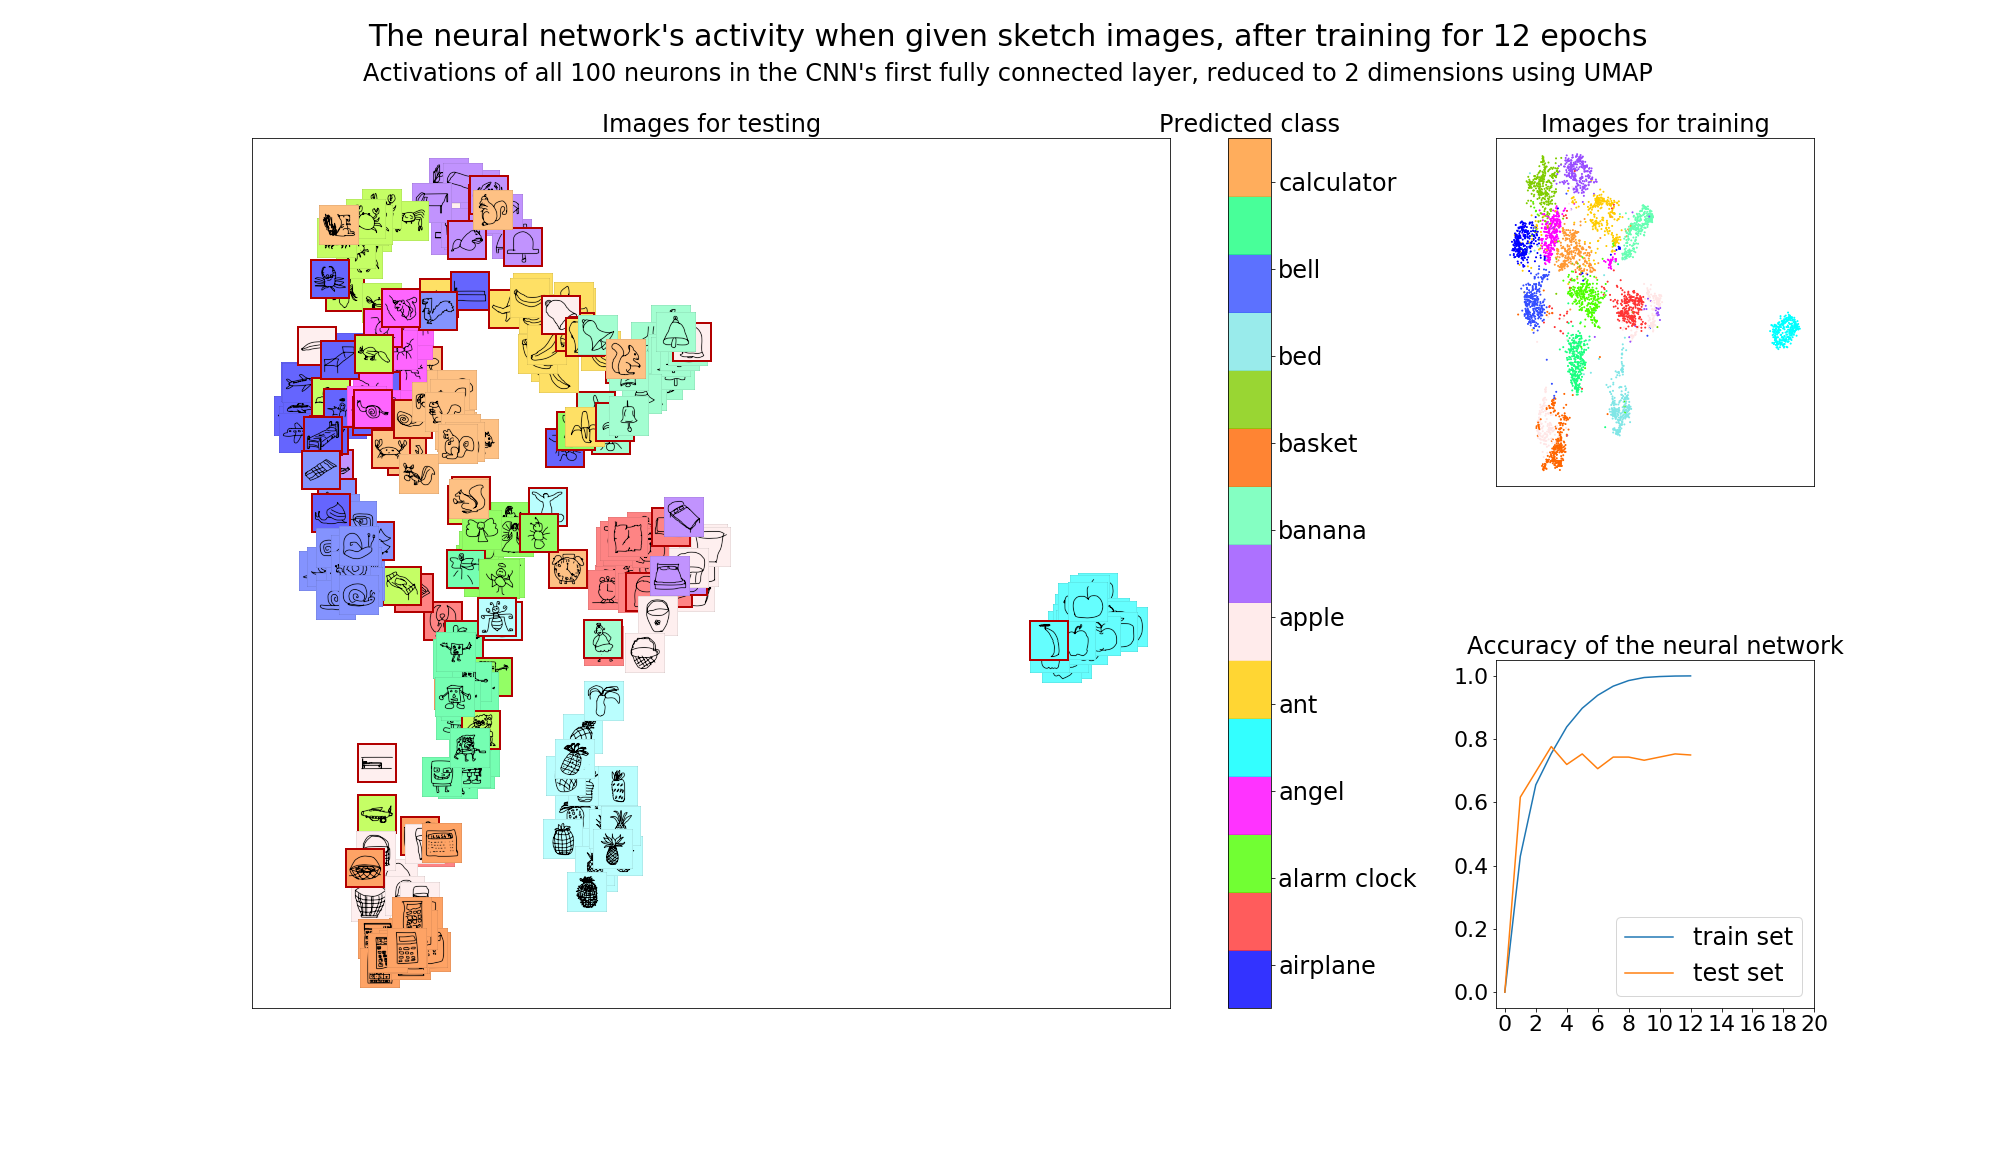 The neural network's activity when given sketch images, after training for 12 epochs
Activations of all 100 neurons in the CNN's first fully connected layer, reduced to 2 dimensions using UMAP
Images for testing
Predicted class
calculator
bell
bed
basket
banana
apple
ant
angel
alarm clock
airplane
Images for training
Accuracy of the neural network
1.0
0.8
0.6
0.4
0.2
0.0
train set
test set
0 2 4 6 8 10 12 14 16 18 20